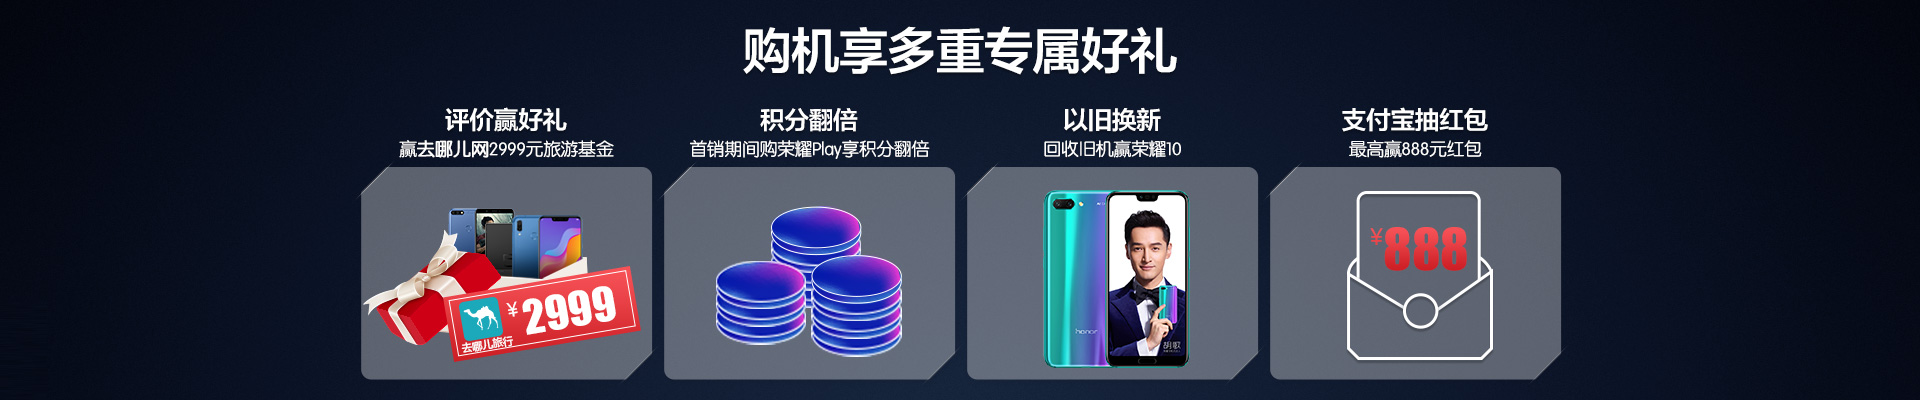 购机享多重专属好礼
评价赢好礼
赢去哪儿网2999元旅游基金
积分翻倍
首销期间购荣耀Play享积分翻倍
以旧换新
回收旧机赢荣耀10
支付宝抽红包
最高赢888元红包
¥2999
去哪儿旅行
honor
胡歌
¥888